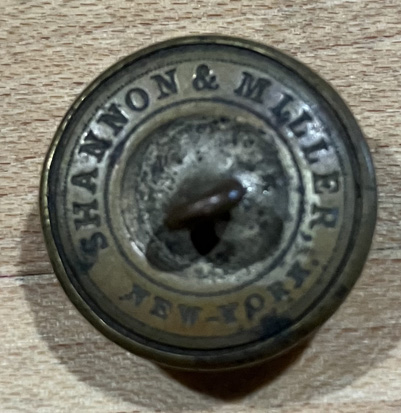 SHANNON & MILLER,
NEW-YORK.